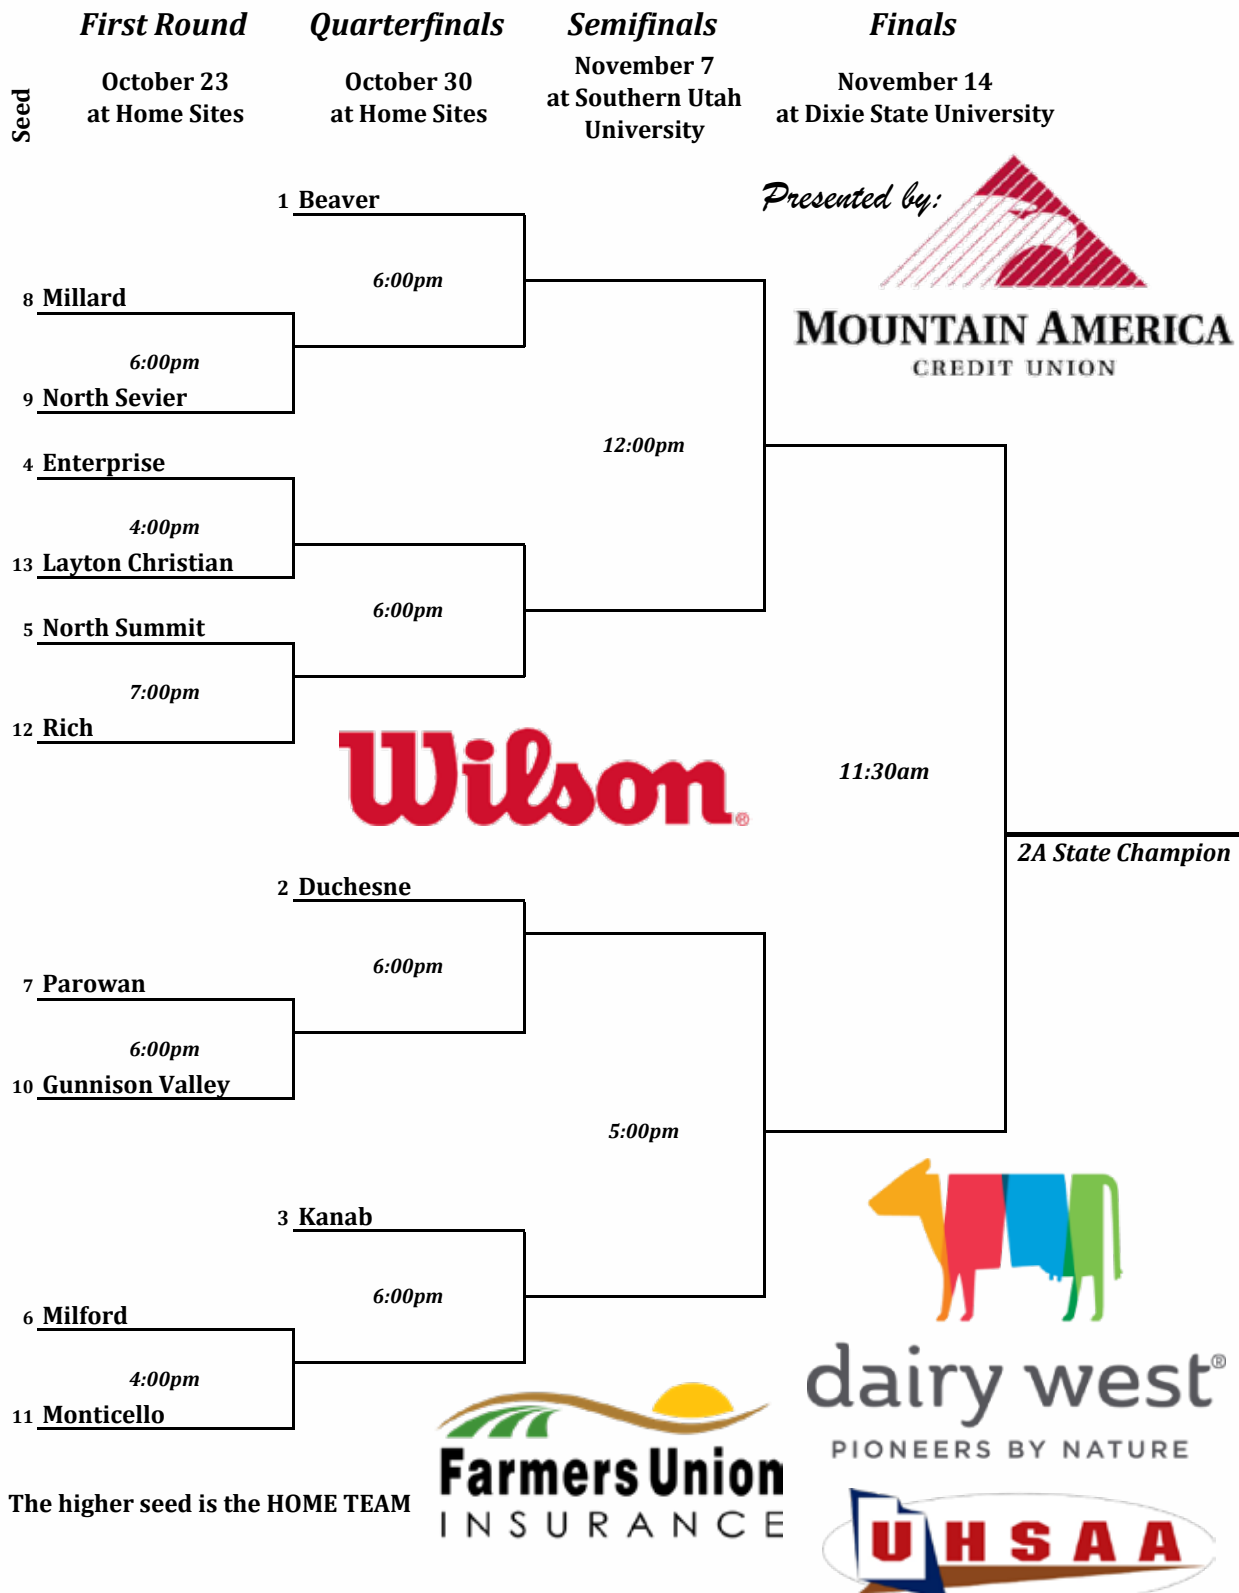 First Round Quarterfinals Semifinals Finals
Seed
October 23
at Home Sites
October 30
at Home Sites
November 7
at Southern Utah
University
November 14
at Dixie State University
Presented by:
MOUNTAIN AMERICA
CREDIT UNION
1 Beaver
6:00pm
8 Millard
6:00pm
9 North Sevier
12:00pm
4 Enterprise
4:00pm
13 Layton Christian
6:00pm
5 North Summit
7:00pm
12 Rich
Wilson®
11:30am
2A State Champion
2 Duchesne
6:00pm
7 Parowan
6:00pm
10 Gunnison Valley
5:00pm
3 Kanab
6:00pm
6 Milford
4:00pm
11 Monticello
dairy west®
PIONEERS BY NATURE
Farmers Union
INSURANCE
The higher seed is the HOME TEAM
UHSAA